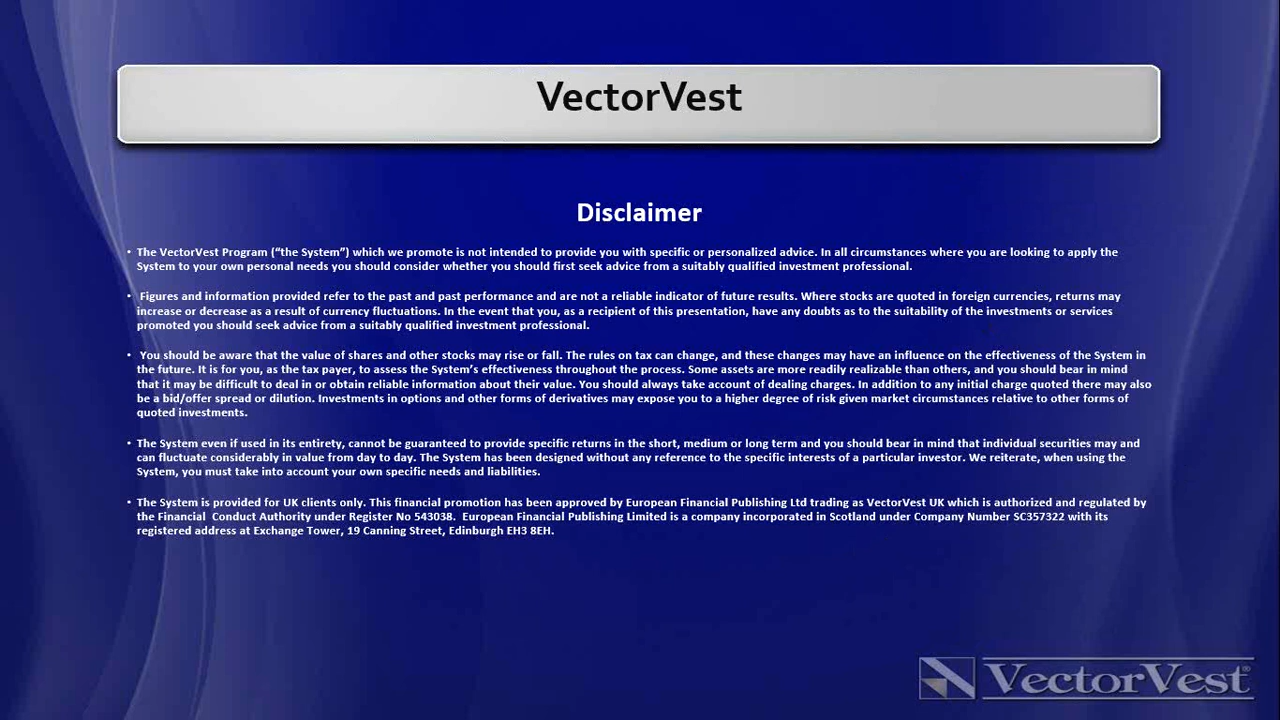 VectorVest
Disclaimer
• The VectorVest Program (“the System”) which we promote is not intended to provide you with specific or personalized advice. In all circumstances where you are looking to apply the
System to your own personal needs you should consider whether you should first seek advice from a suitably qualified investment professional.
• Figures and information provided refer to the past and past performance and are not a reliable indicator of future results. Where stocks are quoted in foreign currencies, returns may
increase or decrease as a result of currency fluctuations. In the event that you, as a recipient of this presentation, have any doubts as to the suitability of the investments or services
promoted you should seek advice from a suitably qualified investment professional.
• You should be aware that the value of shares and other stocks may rise or fall. The rules on tax can change, and these changes may have an influence on the effectiveness of the System in
the future. It is for you, as the tax payer, to assess the System’s effectiveness throughout the process. Some assets are more readily realizable than others, and you should bear in mind
that it may be difficult to deal in or obtain reliable information about their value. You should always take account of dealing charges. In addition to any initial charge quoted there may also
be a bid/offer spread or dilution. Investments in options and other forms of derivatives may expose you to a higher degree of risk given market circumstances relative to other forms of
quoted investments.
• The System even if used in its entirety, cannot be guaranteed to provide specific returns in the short, medium or long term and you should bear in mind that individual securities may and
can fluctuate considerably in value from day to day. The System has been designed without any reference to the specific interests of a particular investor. We reiterate, when using the
System, you must take into account your own specific needs and liabilities.
• The System is provided for UK clients only. This financial promotion has been approved by European Financial Publishing Ltd trading as VectorVest UK which is authorized and regulated by
the Financial Conduct Authority under Register No 543038. European Financial Publishing Limited is a company incorporated in Scotland under Company Number SC357322 with its
registered address at Exchange Tower, 19 Canning Street, Edinburgh EH3 8EH.
VectorVest®